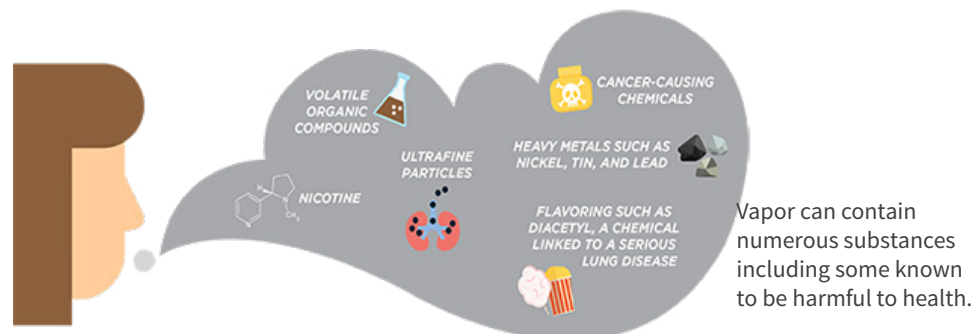 VOLATILE
ORGANIC
COMPOUNDS
CANCER-CAUSING
CHEMICALS
ULTRAFINE
PARTICLES
HEAVY METALS SUCH AS
NICKEL, TIN, AND LEAD
NICOTINE
H
N
CH3
N
FLAVORING SUCH AS
DIACETYL, A CHEMICAL
LINKED TO A SERIOUS
LUNG DISEASE
Vapor can contain
numerous substances
including some known
to be harmful to health.